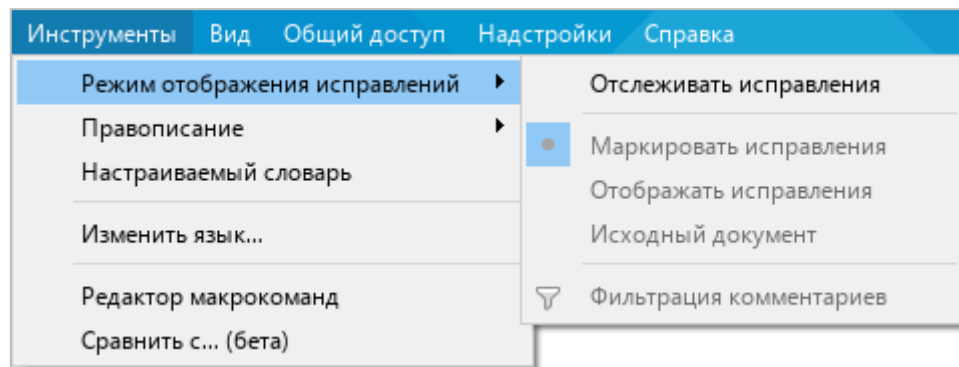 Инструменты Вид Общий доступ Надстройки Справка
Режим отображения исправлений
Правописание
Настраиваемый словарь
Изменить язык...
Редактор макрокоманд
Сравнить с... (бета)
Отслеживать исправления
Маркировать исправления
Отображать исправления
Исходный документ
Фильтрация комментариев